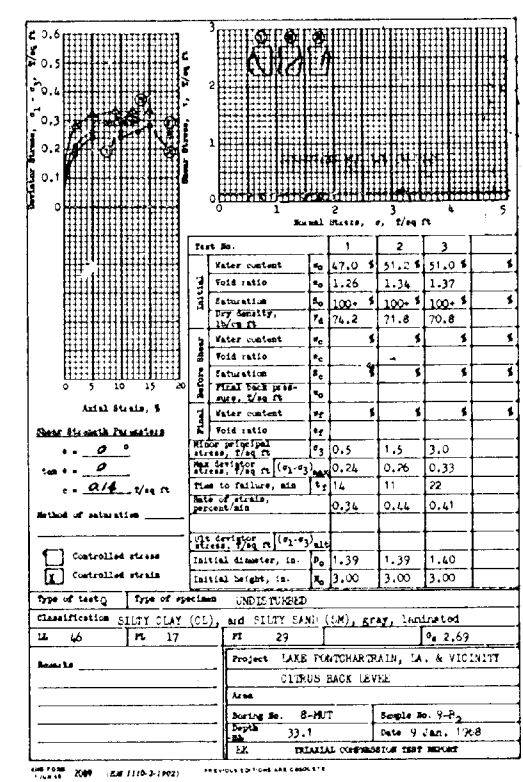 Deviator Stress, σ1 - σ3, T/sq ft
0.6
0.5
0.4
0.3
0.2
0.1
0
0 5 10 15 20
Axial Strain, %
Shear Stress, τ, T/sq ft
3
2
1
0
0 1 2 3 4 5
Normal Stress, σ, T/sq ft
Shear Strength Parameters
φ = 0 °
tan φ = 0
c = 0.14 T/sq ft
Method of saturation
Controlled stress
X Controlled strain
Test No. 1 2 3
Initial
Water content wo 47.0 % 51.2 % 51.0 % %
Void ratio eo 1.26 1.34 1.37
Saturation So 100+ % 100+ % 100+ % %
Dry density, lb/cu ft γd 74.2 71.8 70.8
Before Shear
Water content wc % % % %
Void ratio ec
Saturation Sc % % % %
Final back pressure, T/sq ft uo
Final
Water content wf % % % %
Void ratio ef
Minor principal stress, T/sq ft σ3 0.5 1.5 3.0
Max deviator stress, T/sq ft (σ1-σ3)max 0.24 0.26 0.33
Time to failure, min tf 14 11 22
Rate of strain, percent/min 0.34 0.44 0.41
Ult deviator stress, T/sq ft (σ1-σ3)ult
Initial diameter, in. Do 1.39 1.39 1.40
Initial height, in. Ho 3.00 3.00 3.00
Type of test Q Type of specimen UNDISTURBED
Classification SILTY CLAY (CL), and SILTY SAND (SM), gray, laminated
LL 46 PL 17 PI 29 Gs 2.69
Remarks
Project LAKE PONTCHARTRAIN, LA. & VICINITY
CITRUS BACK LEVEE
Area
Boring No. 8-MUT Sample No. 9-B2
Depth 33.1 Date 9 Jan. 1968
TRIAXIAL COMPRESSION TEST REPORT
2089 (EM 1110-2-1902) PREVIOUS EDITIONS ARE OBSOLETE